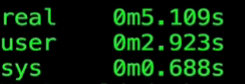 real 0m5.109s
user 0m2.923s
sys 0m0.688s